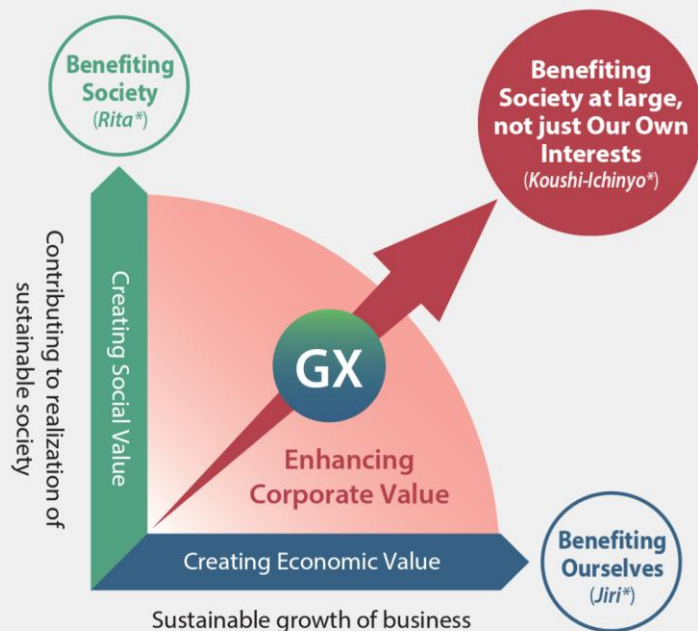 Benefiting
Society
(Rita*)
Benefiting
Society at large,
not just Our Own
Interests
(Koushi-Ichinyo*)
Contributing to realization of
sustainable society
Creating Social Value
GX
Enhancing
Corporate Value
Creating Economic Value
Benefiting
Ourselves
(Jiri*)
Sustainable growth of business